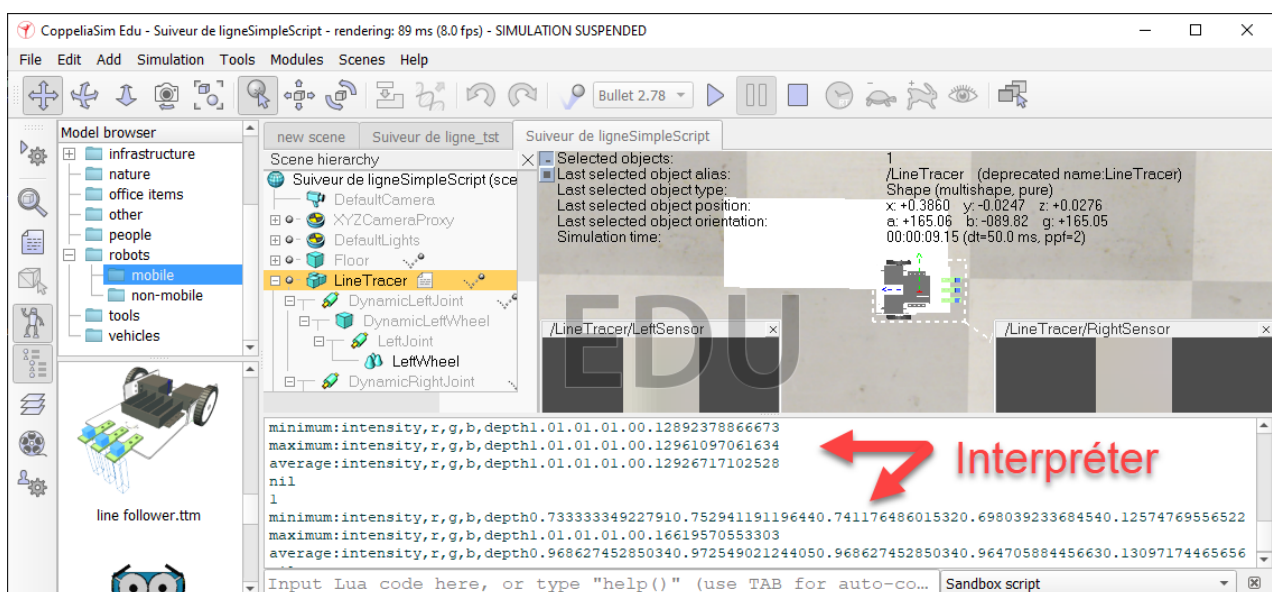 CoppeliaSim Edu - Suiveur de ligneSimpleScript - rendering: 89 ms (8.0 fps) - SIMULATION SUSPENDED
File Edit Add Simulation Tools Modules Scenes Help
Bullet 2.78
Model browser
infrastructure
nature
office items
other
people
robots
mobile
non-mobile
tools
vehicles
line follower.ttm
new scene
Suiveur de ligne_tst
Suiveur de ligneSimpleScript
Scene hierarchy
Suiveur de ligneSimpleScript (sce
DefaultCamera
XYZCameraProxy
DefaultLights
Floor
LineTracer
DynamicLeftJoint
DynamicLeftWheel
LeftJoint
LeftWheel
DynamicRightJoint
Selected objects: 1
Last selected object alias: /LineTracer (deprecated name:LineTracer)
Last selected object type: Shape (multishape, pure)
Last selected object position: x: +0.3860 y: -0.0247 z: +0.0276
Last selected object orientation: a: +165.06 b: -089.82 g: +165.05
Simulation time: 00:00:09.15 (dt=50.0 ms, ppf=2)
EDU
/LineTracer/LeftSensor
/LineTracer/RightSensor
minimum:intensity,r,g,b,depth1.01.01.01.00.12892378866673
maximum:intensity,r,g,b,depth1.01.01.01.00.12961097061634
average:intensity,r,g,b,depth1.01.01.01.00.12926717102528
nil
1
minimum:intensity,r,g,b,depth0.733333349227910.752941191196440.741176486015320.698039233684540.12574769556522
maximum:intensity,r,g,b,depth1.01.01.01.00.16619570553303
average:intensity,r,g,b,depth0.968627452850340.972549021244050.968627452850340.964705884456630.13097174465656
Interpréter
Input Lua code here, or type "help()" (use TAB for auto-co...
Sandbox script